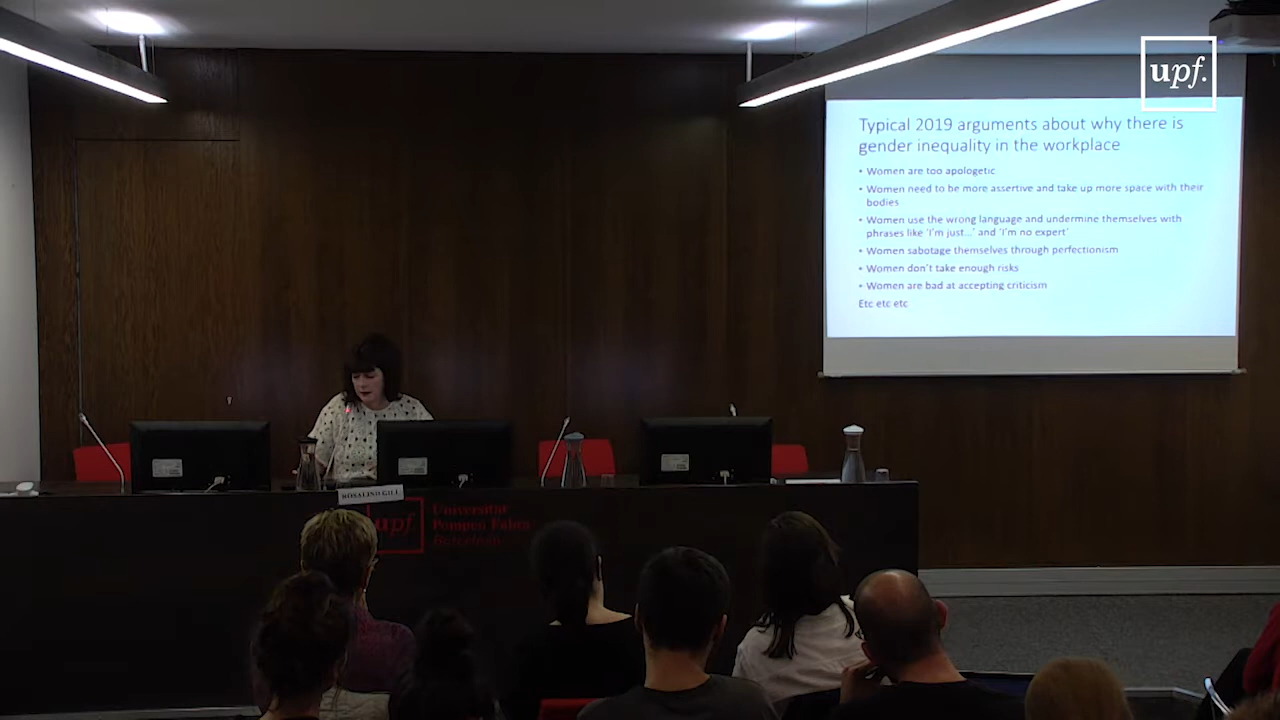 upf.
Typical 2019 arguments about why there is
gender inequality in the workplace
• Women are too apologetic
• Women need to be more assertive and take up more space with their
bodies
• Women use the wrong language and undermine themselves with
phrases like 'I'm just...' and 'I'm no expert'
• Women sabotage themselves through perfectionism
• Women don't take enough risks
• Women are bad at accepting criticism
Etc etc etc
ROSALIND GILL
upf
Universitat
Pompeu Fabra
Barcelona